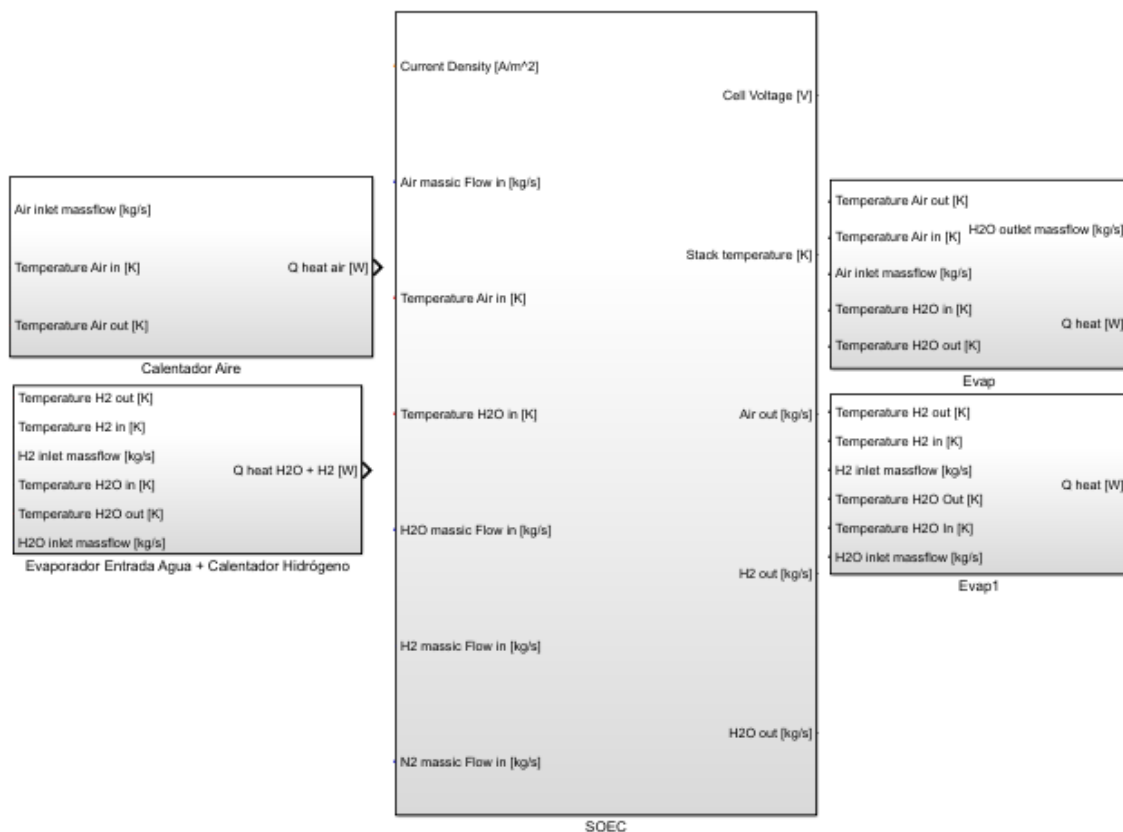 Air inlet massflow [kg/s]
Temperature Air in [K]
Temperature Air out [K]
Q heat air [W]
Calentador Aire
Temperature H2 out [K]
Temperature H2 in [K]
H2 inlet massflow [kg/s]
Temperature H2O in [K]
Temperature H2O out [K]
H2O inlet massflow [kg/s]
Q heat H2O + H2 [W]
Evaporador Entrada Agua + Calentador Hidrógeno
Current Density [A/m^2]
Air massic Flow in [kg/s]
Temperature Air in [K]
Temperature H2O in [K]
H2O massic Flow in [kg/s]
H2 massic Flow in [kg/s]
N2 massic Flow in [kg/s]
Cell Voltage [V]
Stack temperature [K]
Air out [kg/s]
H2 out [kg/s]
H2O out [kg/s]
SOEC
Temperature Air out [K]
Temperature Air in [K]
Air inlet massflow [kg/s]
Temperature H2O in [K]
Temperature H2O out [K]
H2O outlet massflow [kg/s]
Q heat [W]
Evap
Temperature H2 out [K]
Temperature H2 in [K]
H2 inlet massflow [kg/s]
Temperature H2O Out [K]
Temperature H2O In [K]
H2O inlet massflow [kg/s]
Q heat [W]
Evap1